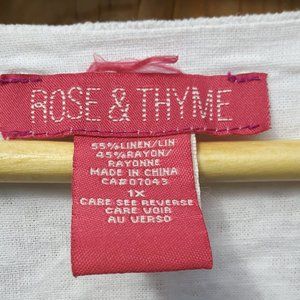 ROSE & THYME
55%LINEN/LIN
45%RAYON/
RAYONNE
MADE IN CHINA
CA#07043
1X
CARE SEE REVERSE
CARE VOIR
AU VERSO